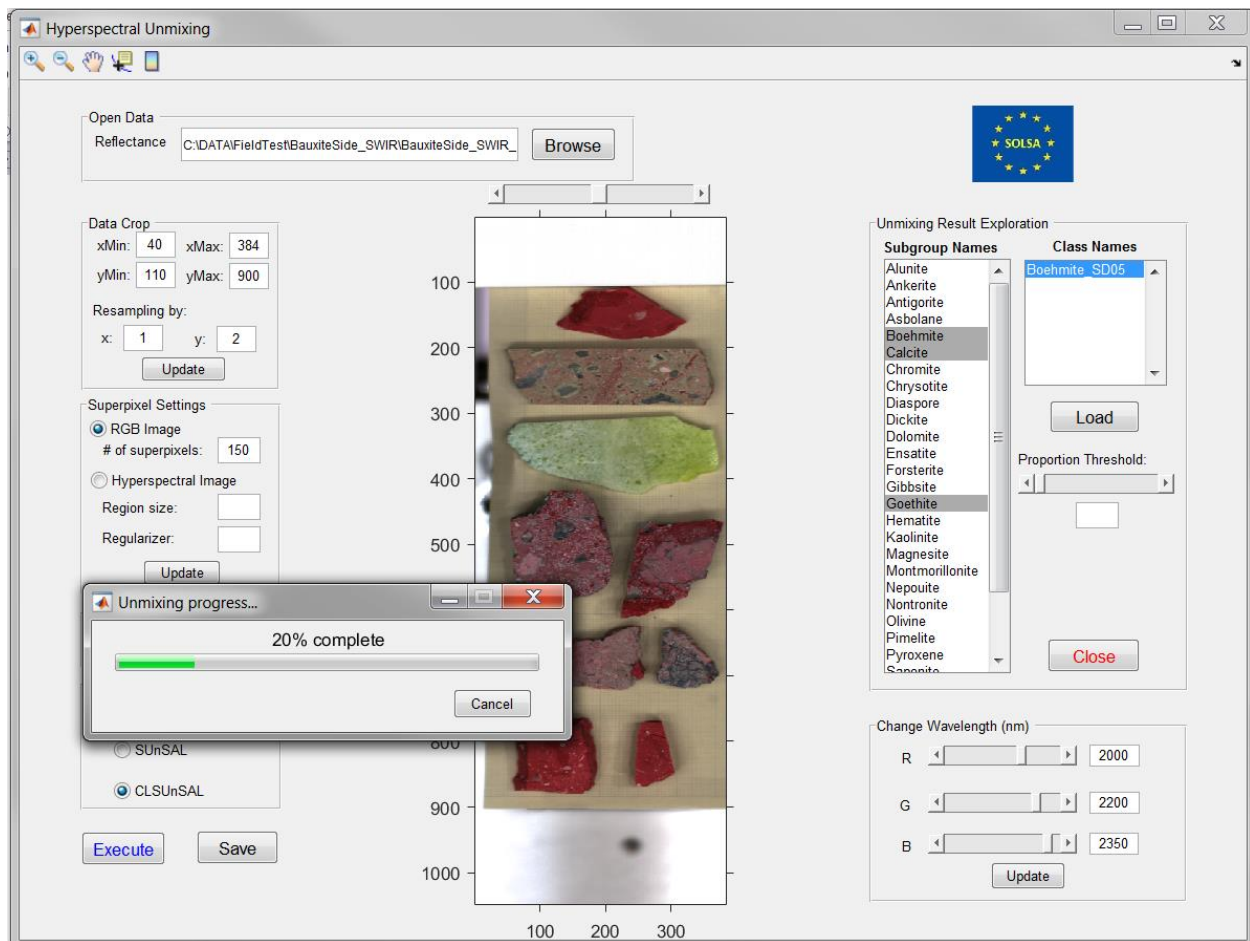 Hyperspectral Unmixing
Open Data
Reflectance C:\DATA\FieldTest\BauxiteSide_SWIR\BauxiteSide_SWIR_ Browse
SOLSA
Data Crop
xMin: 40 xMax: 384
yMin: 110 yMax: 900
Resampling by:
x: 1 y: 2
Update
Superpixel Settings
RGB Image
# of superpixels: 150
Hyperspectral Image
Region size:
Regularizer:
Update
Unmixing progress...
20% complete
Cancel
SUnSAL
CLSUnSAL
Execute Save
100
200
300
400
500
800
900
1000
100 200 300
Unmixing Result Exploration
Subgroup Names
Alunite
Ankerite
Antigorite
Asbolane
Boehmite
Calcite
Chromite
Chrysotite
Diaspore
Dickite
Dolomite
Ensatite
Forsterite
Gibbsite
Goethite
Hematite
Kaolinite
Magnesite
Montmorillonite
Nepouite
Nontronite
Olivine
Pimelite
Pyroxene
Saponite
Class Names
Boehmite_SD05
Load
Proportion Threshold:
Close
Change Wavelength (nm)
R 2000
G 2200
B 2350
Update